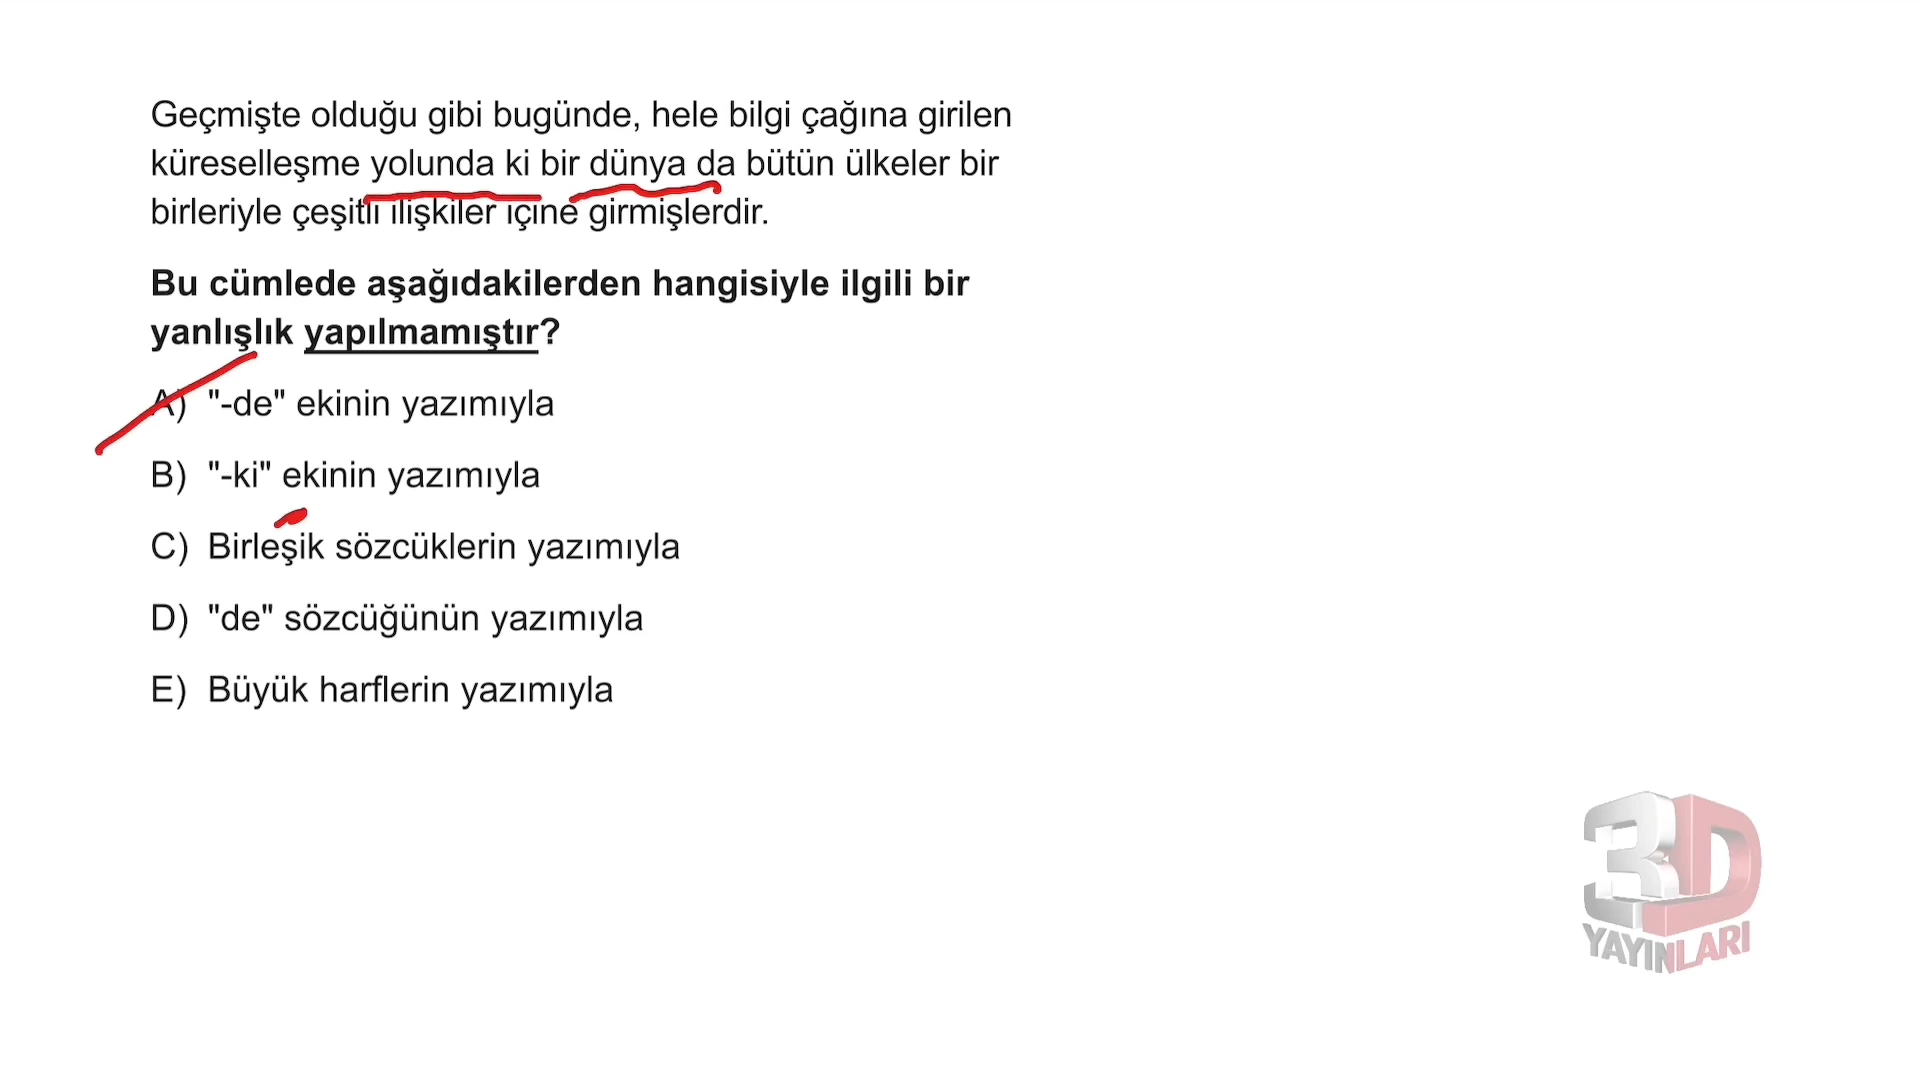 Geçmişte olduğu gibi bugünde, hele bilgi çağına girilen
küreselleşme yolunda ki bir dünya da bütün ülkeler bir
birleriyle çeşitli ilişkiler içine girmişlerdir.
Bu cümlede aşağıdakilerden hangisiyle ilgili bir
yanlışlık yapılmamıştır?
A) "-de" ekinin yazımıyla
B) "-ki" ekinin yazımıyla
C) Birleşik sözcüklerin yazımıyla
D) "de" sözcüğünün yazımıyla
E) Büyük harflerin yazımıyla
3D
YAYINLARI